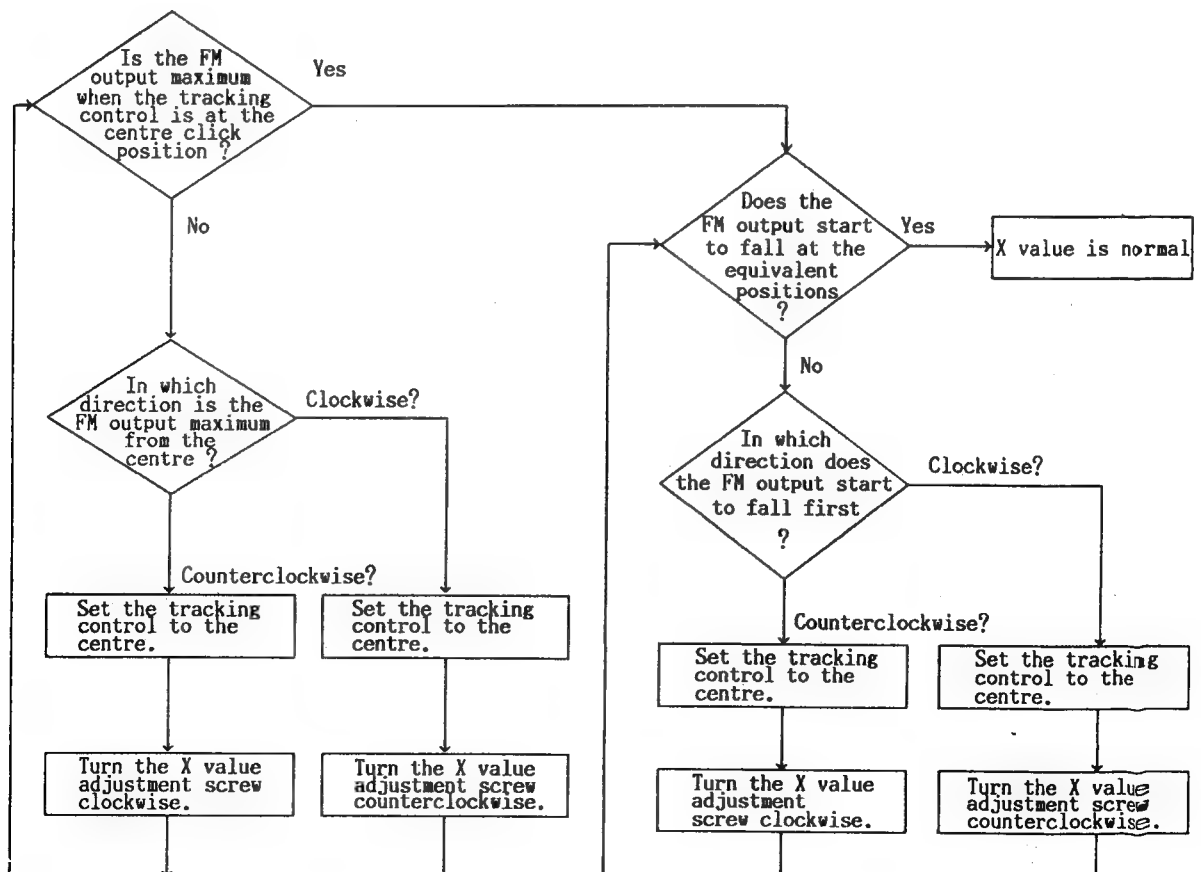 Is the FM
output maximum
when the tracking
control is at the
centre click
position ?
Yes
No
In which
direction is the
FM output maximum
from the
centre ?
Clockwise?
Counterclockwise?
Set the tracking
control to the
centre.
Set the tracking
control to the
centre.
Turn the X value
adjustment screw
clockwise.
Turn the X value
adjustment screw
counterclockwise.
Does the
FM output start
to fall at the
equivalent
positions
?
Yes
X value is normal
No
In which
direction does
the FM output start
to fall first
?
Clockwise?
Counterclockwise?
Set the tracking
control to the
centre.
Set the tracking
control to the
centre.
Turn the X value
adjustment
screw clockwise.
Turn the X value
adjustment screw
counterclockwise.